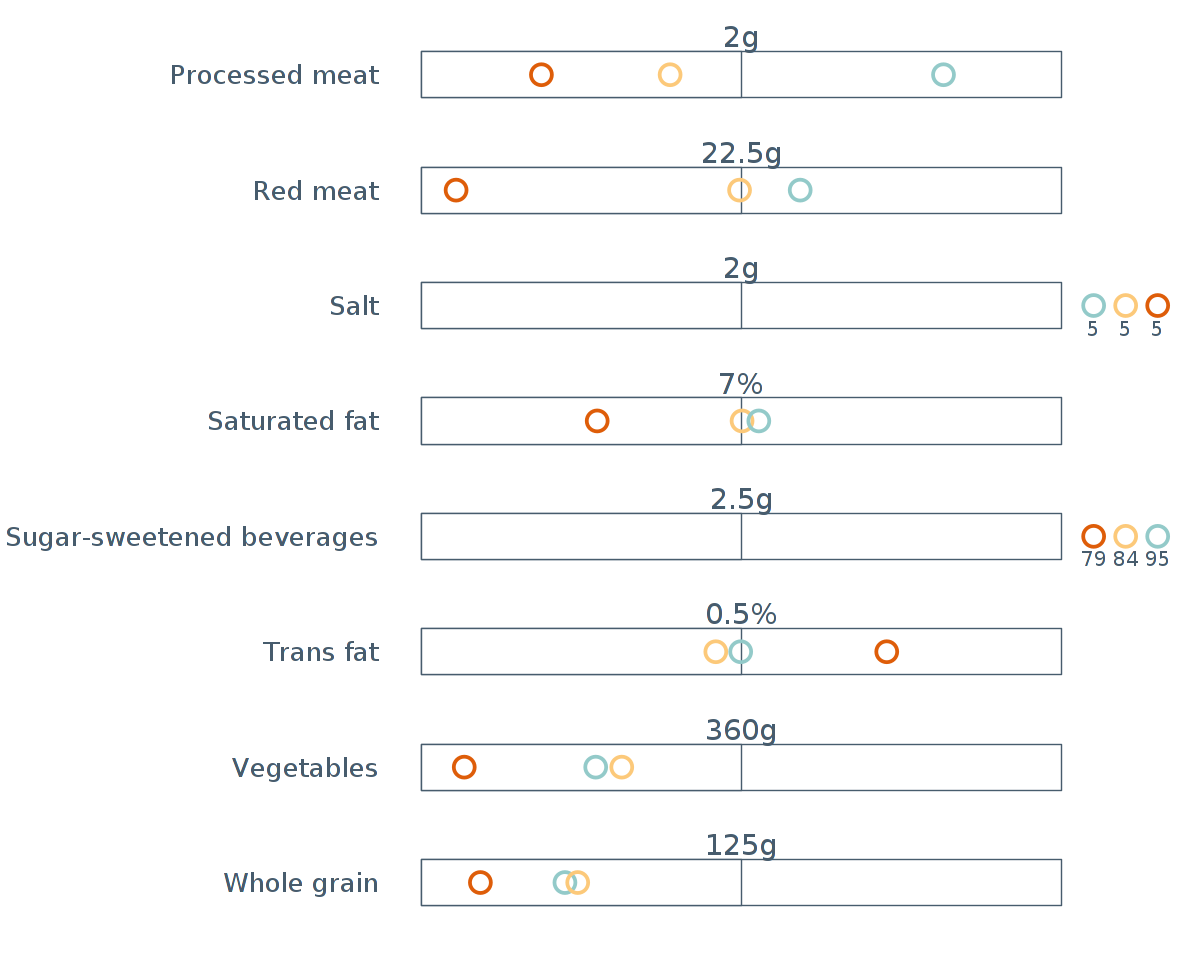 2g
Processed meat
22.5g
Red meat
2g
Salt
5 5 5
7%
Saturated fat
2.5g
Sugar-sweetened beverages
79 84 95
0.5%
Trans fat
360g
Vegetables
125g
Whole grain